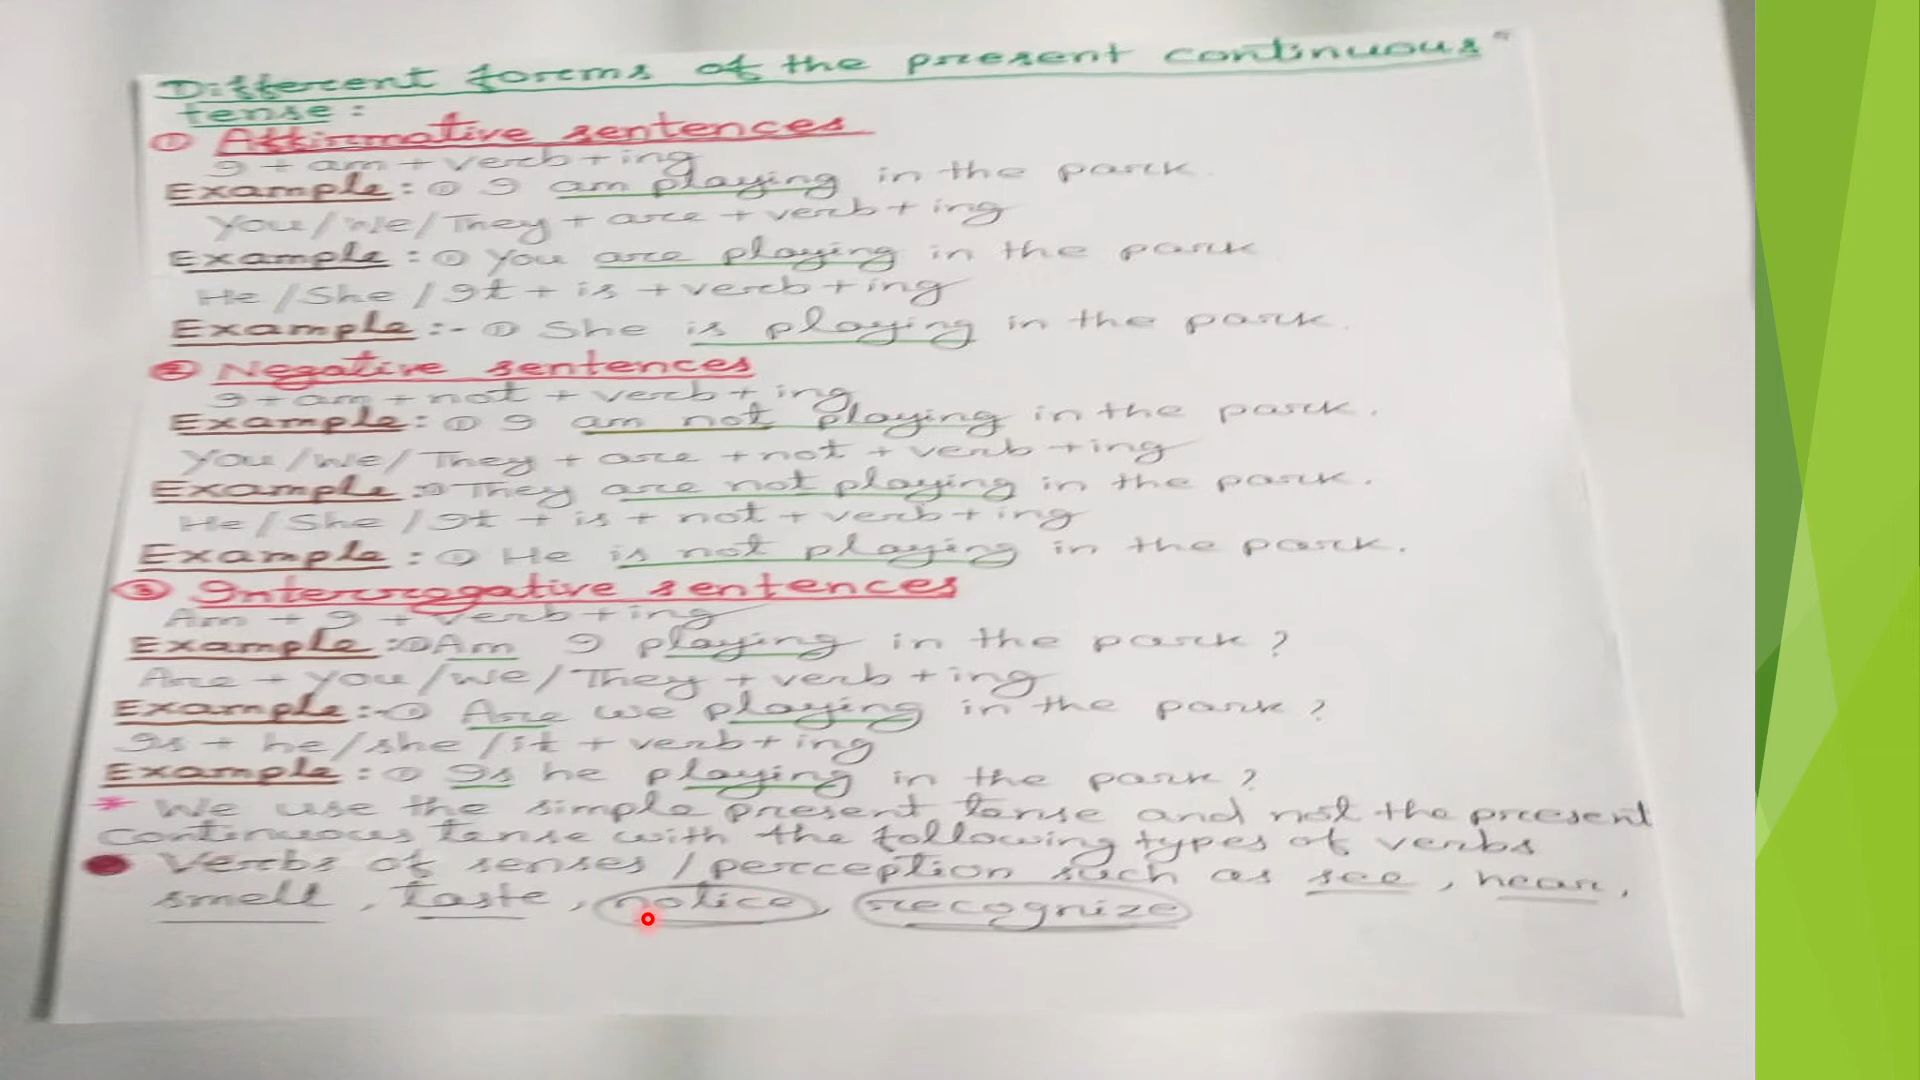 Different forms of the present continuous
tense:
① Affirmative sentences
I + am + verb + ing
Example: ① I am playing in the park.
You/We/They + are + verb + ing
Example: ① You are playing in the park
He/She/It + is + verb + ing
Example:- ① She is playing in the park.
② Negative sentences
I + am + not + verb + ing
Example: ① I am not playing in the park.
You/We/They + are + not + verb + ing
Example:① They are not playing in the park.
He/She/It + is + not + verb + ing
Example: ① He is not playing in the park.
③ Interrogative sentences
Am + I + verb + ing
Example:① Am I playing in the park?
Are + you/we/They + verb + ing
Example:-① Are we playing in the park?
Is + he/she/it + verb + ing
Example: ① Is he playing in the park?
* We use the simple present tense and not the present
continuous tense with the following types of verbs
● Verbs of senses/perception such as see, hear,
smell, taste, notice, recognize